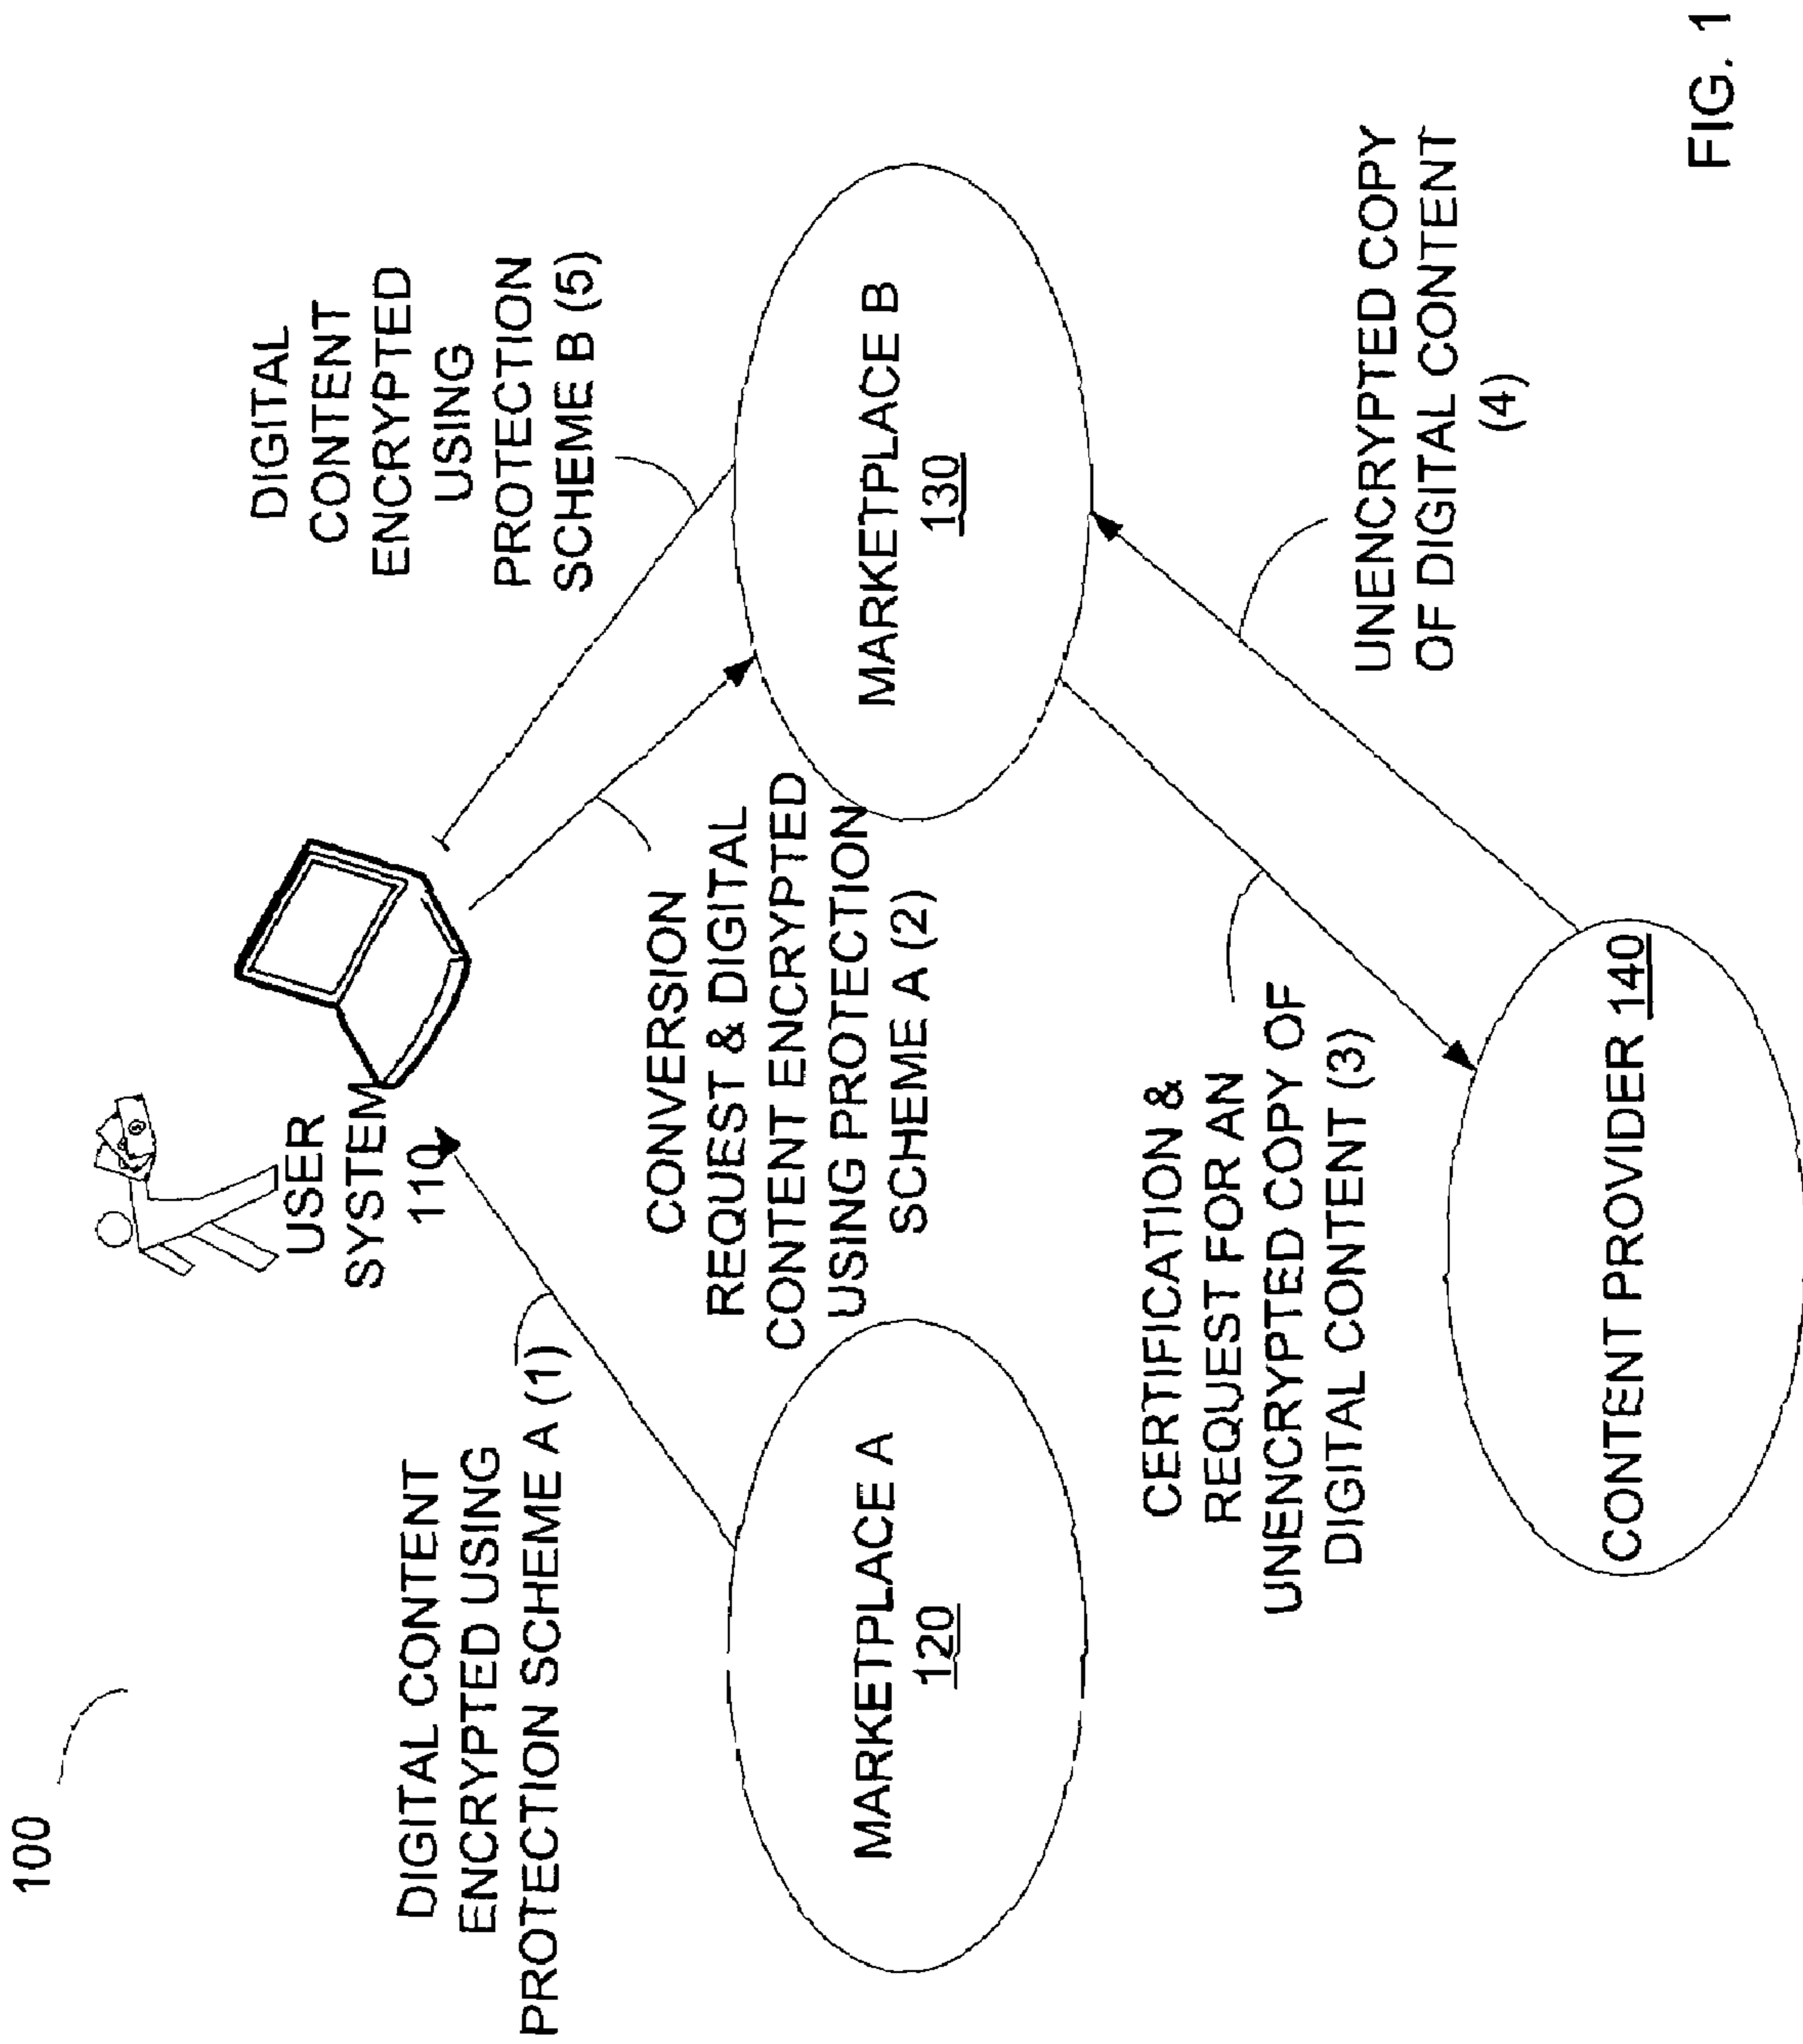 100
USER
SYSTEM
110
DIGITAL CONTENT
ENCRYPTED USING
PROTECTION SCHEME A (1)
DIGITAL
CONTENT
ENCRYPTED
USING
PROTECTION
SCHEME B (5)
CONVERSION
REQUEST & DIGITAL
CONTENT ENCRYPTED
USING PROTECTION
SCHEME A (2)
MARKETPLACE A
120
MARKETPLACE B
130
CERTIFICATION &
REQUEST FOR AN
UNENCRYPTED COPY OF
DIGITAL CONTENT (3)
UNENCRYPTED COPY
OF DIGITAL CONTENT
(4)
CONTENT PROVIDER 140
FIG. 1